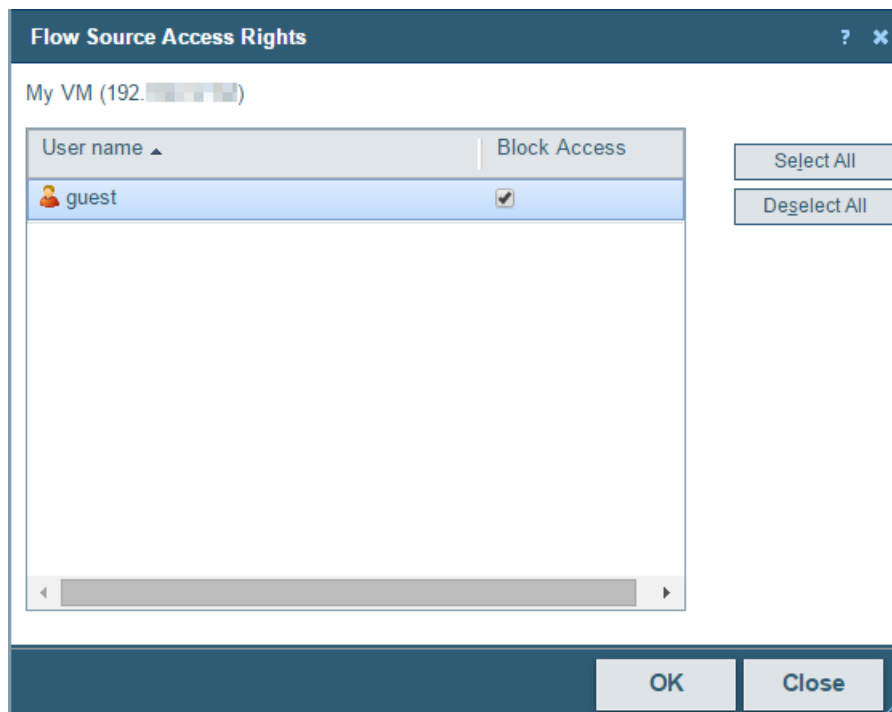 Flow Source Access Rights ? ×
My VM (192.)
User name Block Access
guest
Select All
Deselect All
OK Close